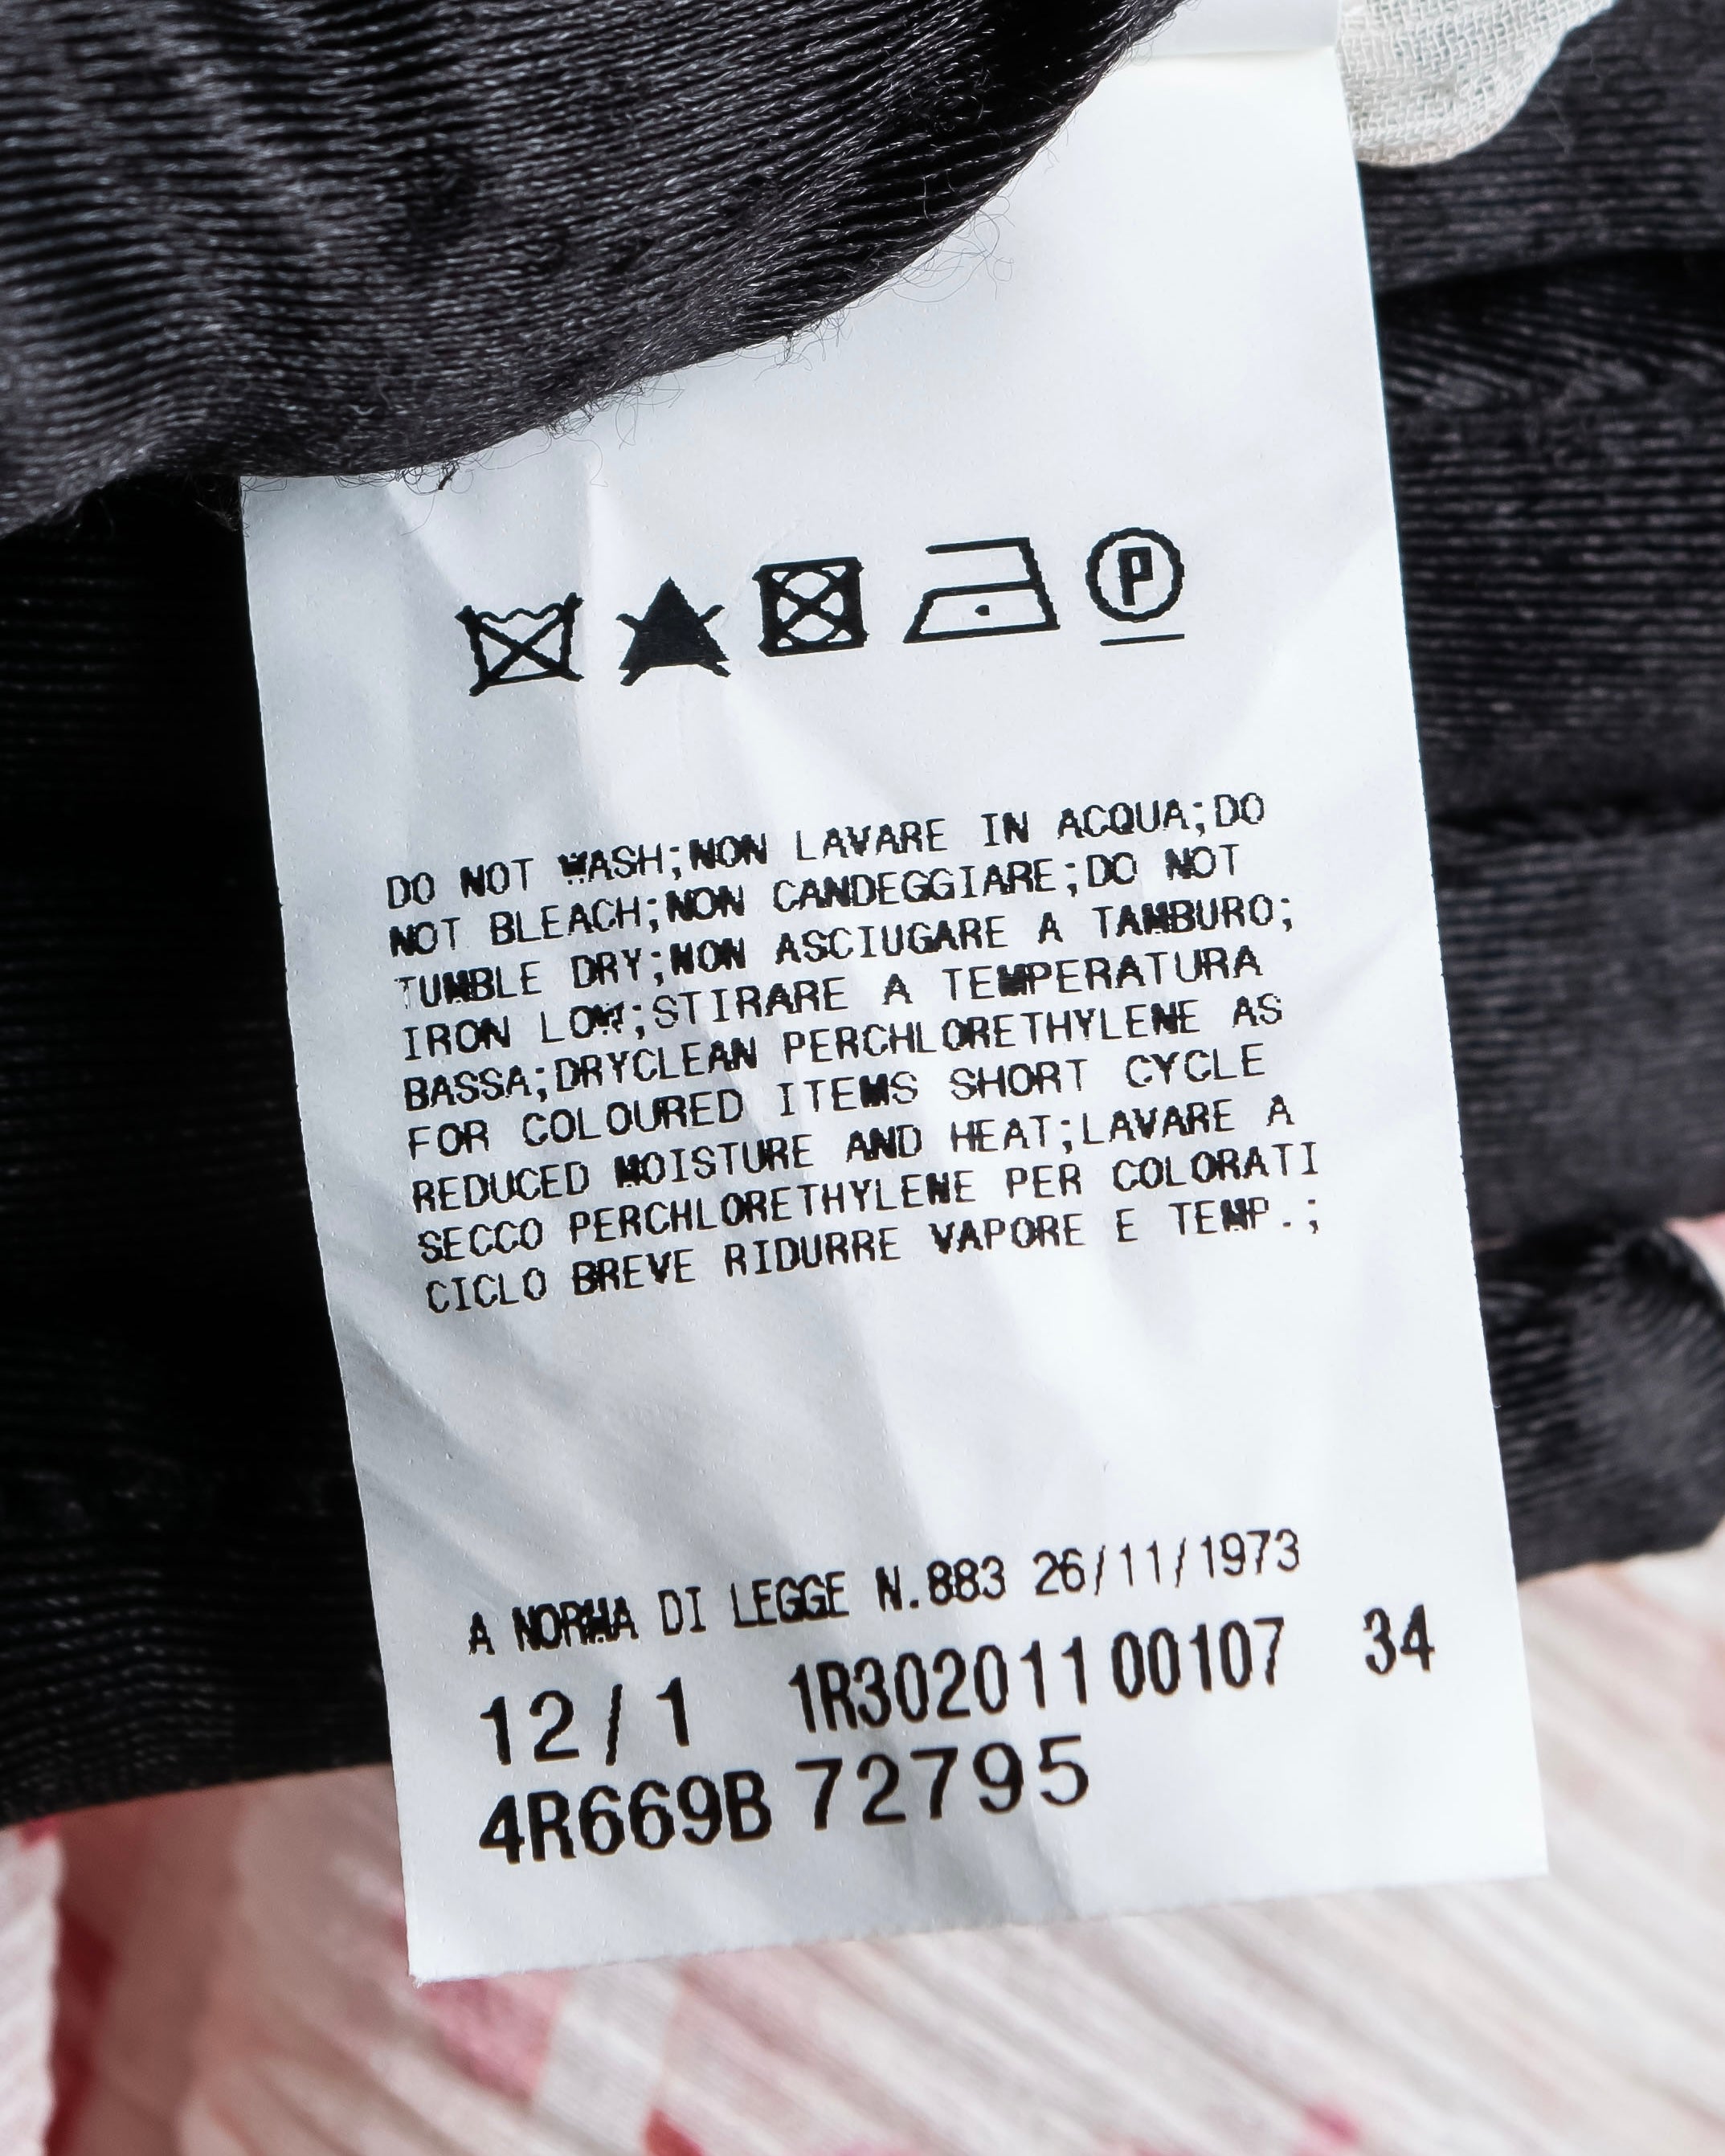 P
DO NOT WASH;NON LAVARE IN ACQUA;DO
NOT BLEACH;NON CANDEGGIARE;DO NOT
TUMBLE DRY;NON ASCIUGARE A TAMBURO;
IRON LOW;STIRARE A TEMPERATURA
BASSA;DRYCLEAN PERCHLORETHYLENE AS
FOR COLOURED ITEMS SHORT CYCLE
REDUCED MOISTURE AND HEAT;LAVARE A
SECCO PERCHLORETHYLENE PER COLORATI
CICLO BREVE RIDURRE VAPORE E TEMP.;
A NORMA DI LEGGE N.883 26/11/1973
12/1 1R302011 00107 34
4R669B 72795